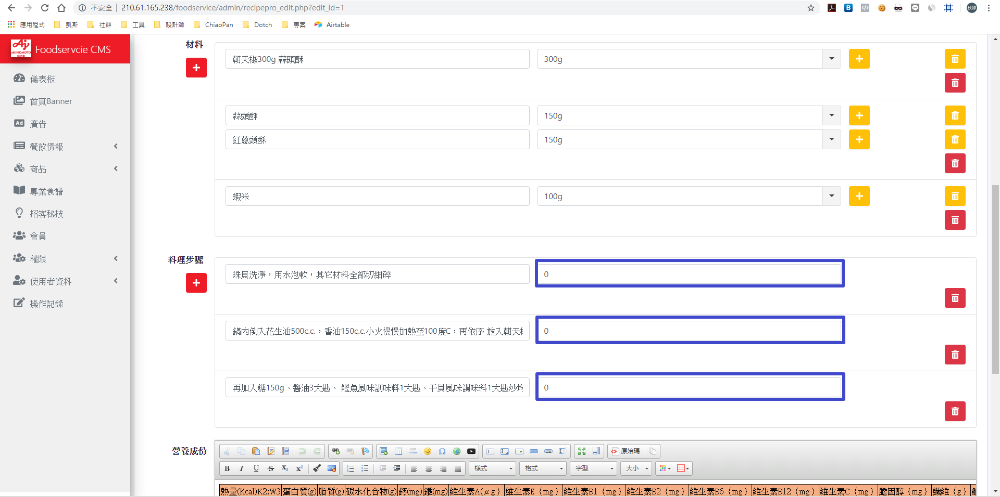 不安全 210.61.165.238/foodservice/admin/recipepro_edit.php?edit_id=1
秋婷
應用程式 凱斯 社群 工具 設計師 ChiaoPan Dotch 專案 Airtable
AJINOMOTO
味之素
Foodservcie CMS
儀表板
首頁Banner
廣告
餐飲情報
商品
專業食譜
招客秘技
會員
權限
使用者資料
操作記錄
材料
朝天椒300g 蒜頭酥 300g
蒜頭酥 150g
紅蔥頭酥 150g
蝦米 100g
料理步驟
珠貝洗淨，用水泡軟，其它材料全部切細碎 0
鍋內倒入花生油500c.c.，香油150c.c.小火慢慢加熱至100度C，再依序 放入朝天 0
再加入糖150g、醬油3大匙、 鰹魚風味調味料1大匙、干貝風味調味料1大匙炒 0
營養成份
原始碼
B I U S X₂ X² 樣式 格式 字型 大小
熱量(Kcal)K2:W3 蛋白質(g) 脂質(g) 碳水化合物(g) 鈣(mg) 鐵(mg) 維生素A(μg) 維生素E（mg） 維生素B1（mg） 維生素B2（mg） 維生素B6（mg） 維生素B12（mg） 維生素C（mg） 膽固醇（mg） 纖維（g）